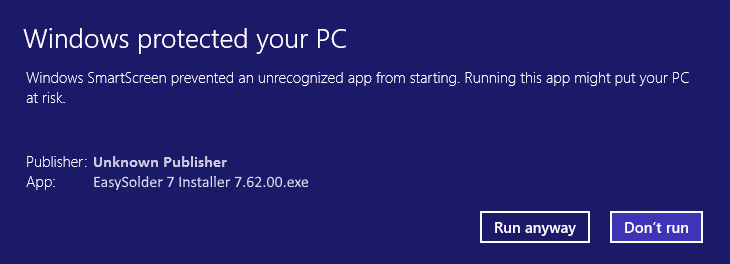 Windows protected your PC
Windows SmartScreen prevented an unrecognized app from starting. Running this app might put your PC
at risk.
Publisher: Unknown Publisher
App: EasySolder 7 Installer 7.62.00.exe
Run anyway Don't run